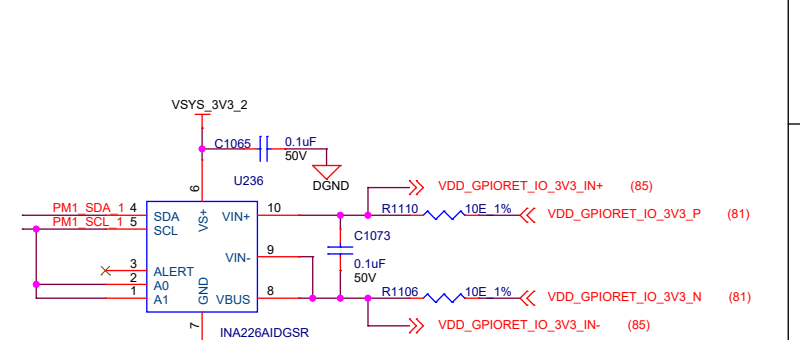 VSYS_3V3_2
C1065
0.1uF
50V
DGND
U236
6
VS+
PM1_SDA_1 4 SDA
PM1_SCL_1 5 SCL
3 ALERT
2 A0
1 A1
GND
7
VIN+ 10
VIN- 9
VBUS 8
INA226AIDGSR
VDD_GPIORET_IO_3V3_IN+ (85)
R1110 10E_1% VDD_GPIORET_IO_3V3_P (81)
C1073
0.1uF
50V
R1106 10E_1% VDD_GPIORET_IO_3V3_N (81)
VDD_GPIORET_IO_3V3_IN- (85)